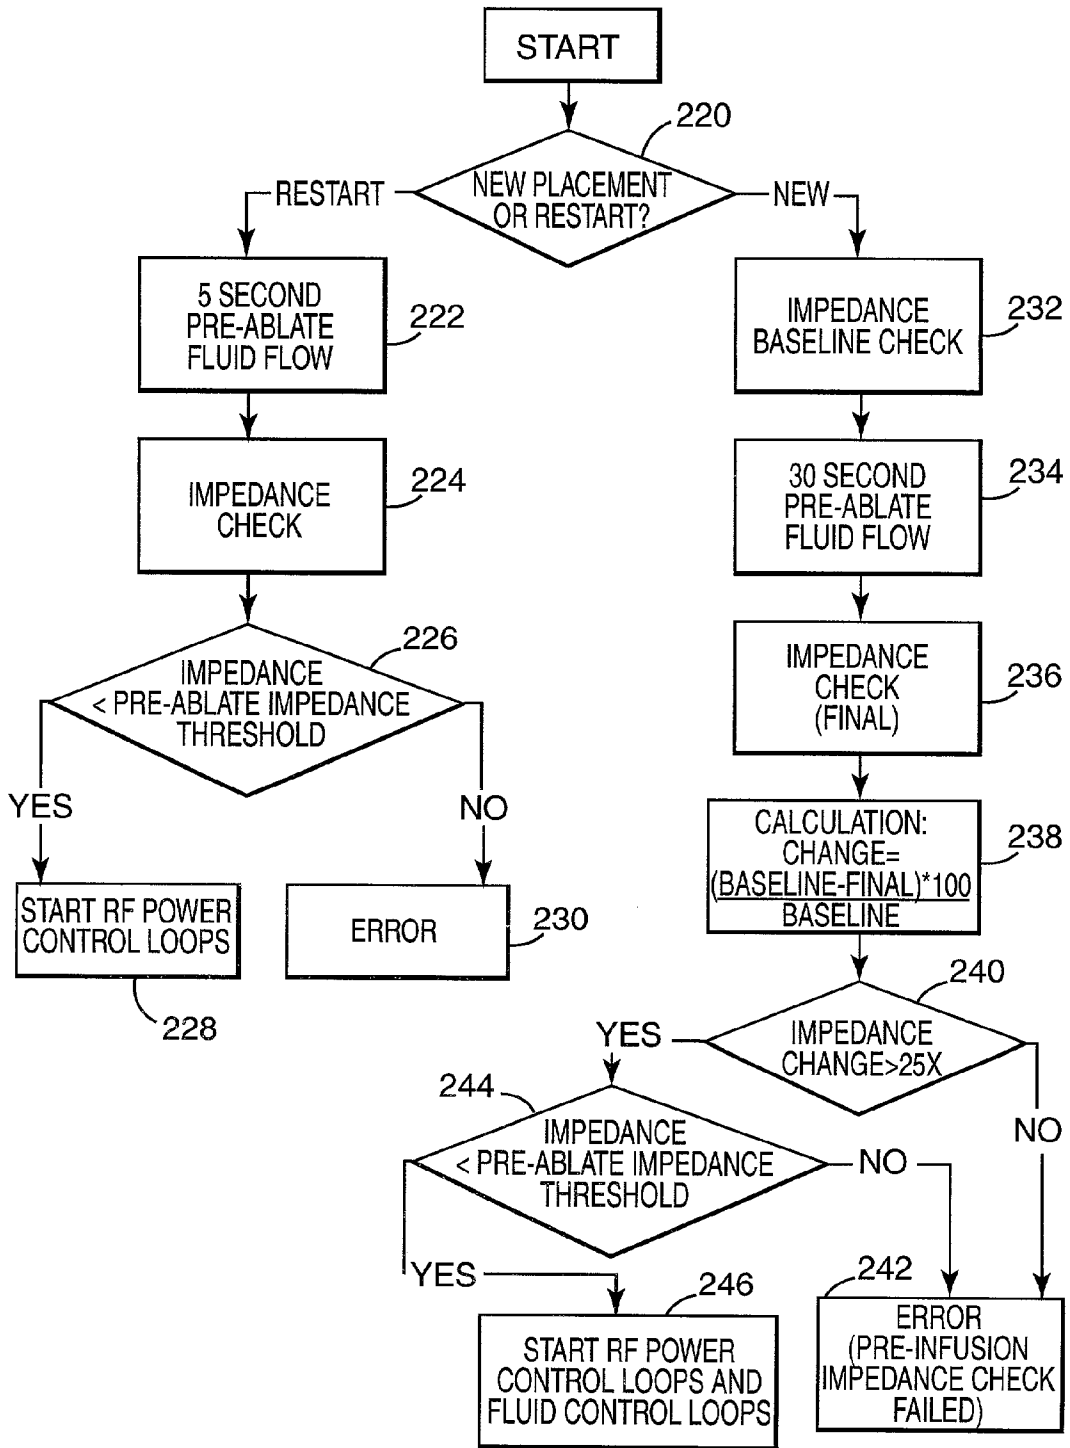 START
220
NEW PLACEMENT
OR RESTART?
RESTART
NEW
5 SECOND
PRE-ABLATE
FLUID FLOW
222
IMPEDANCE
BASELINE CHECK
232
IMPEDANCE
CHECK
224
30 SECOND
PRE-ABLATE
FLUID FLOW
234
226
IMPEDANCE
< PRE-ABLATE IMPEDANCE
THRESHOLD
IMPEDANCE
CHECK
(FINAL)
236
YES
NO
CALCULATION:
CHANGE=
(BASELINE-FINAL)*100
BASELINE
238
START RF POWER
CONTROL LOOPS
228
ERROR
230
240
IMPEDANCE
CHANGE>25X
YES
NO
244
IMPEDANCE
< PRE-ABLATE IMPEDANCE
THRESHOLD
NO
YES
246
START RF POWER
CONTROL LOOPS AND
FLUID CONTROL LOOPS
242
ERROR
(PRE-INFUSION
IMPEDANCE CHECK
FAILED)